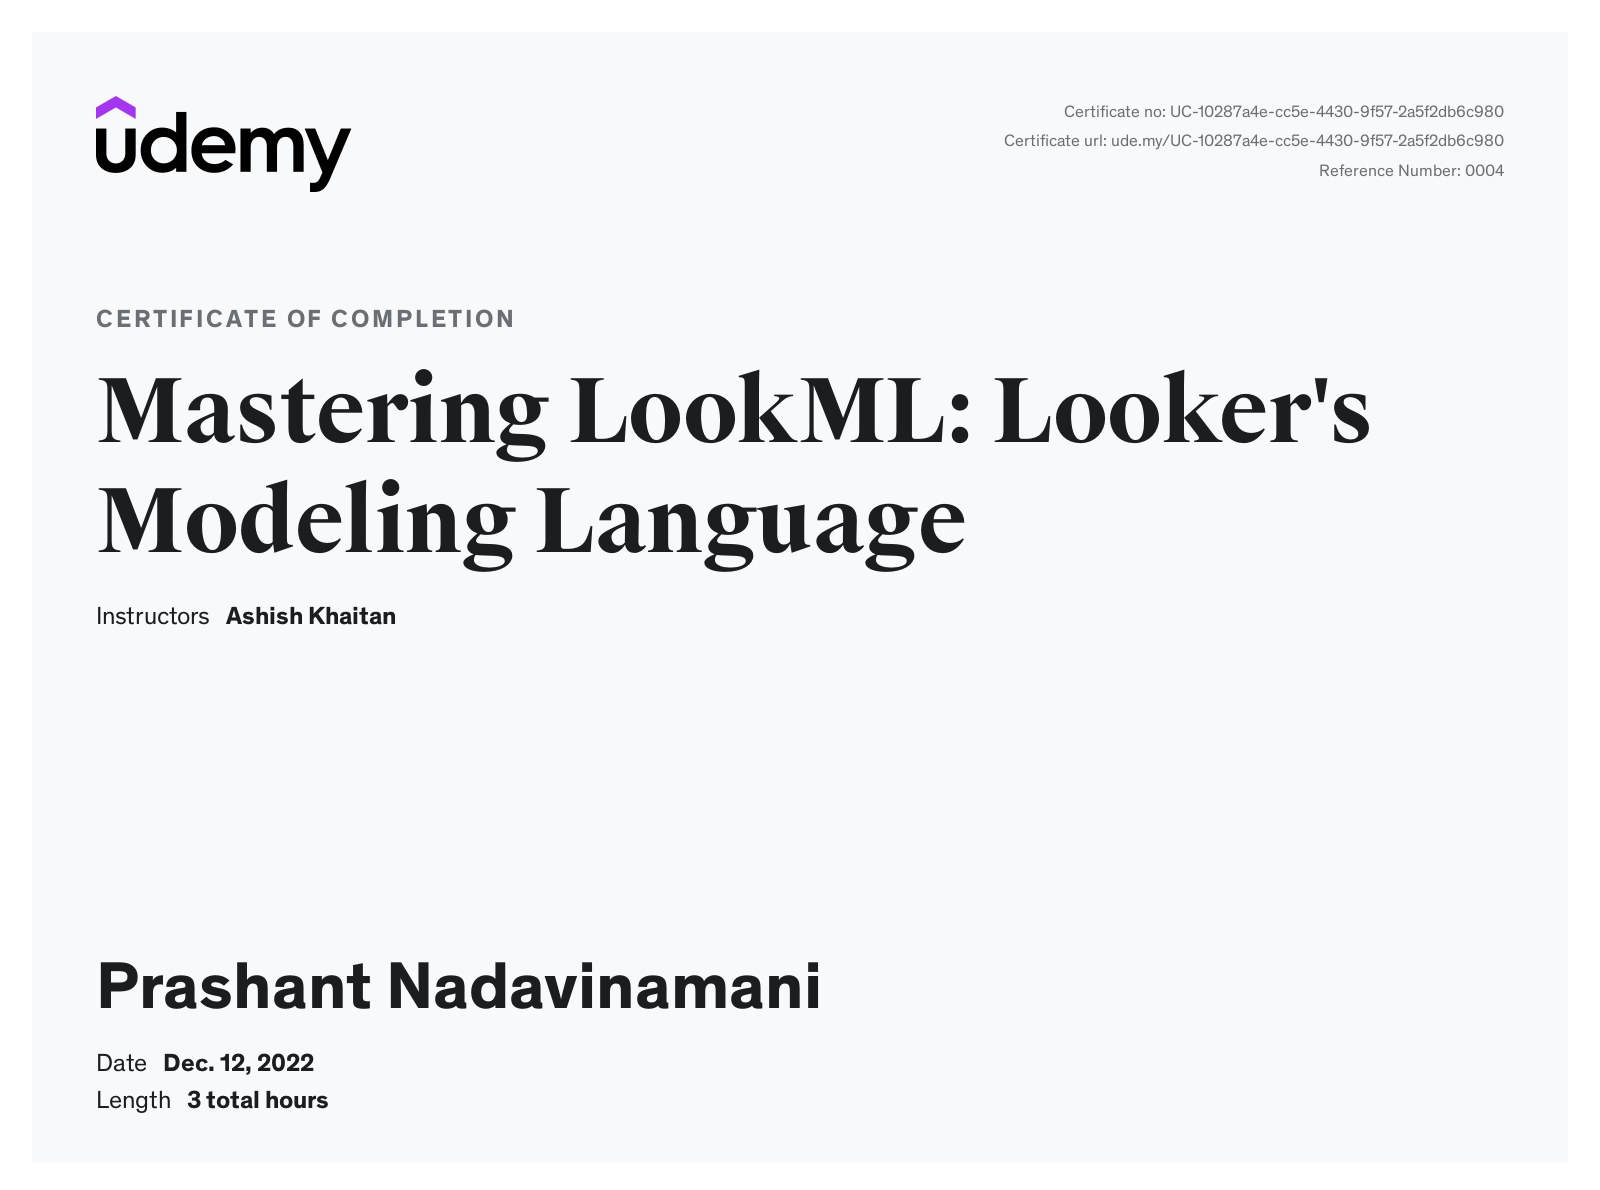 udemy
Certificate no: UC-10287a4e-cc5e-4430-9f57-2a5f2db6c980
Certificate url: ude.my/UC-10287a4e-cc5e-4430-9f57-2a5f2db6c980
Reference Number: 0004
CERTIFICATE OF COMPLETION
Mastering LookML: Looker's
Modeling Language
Instructors Ashish Khaitan
Prashant Nadavinamani
Date Dec. 12, 2022
Length 3 total hours